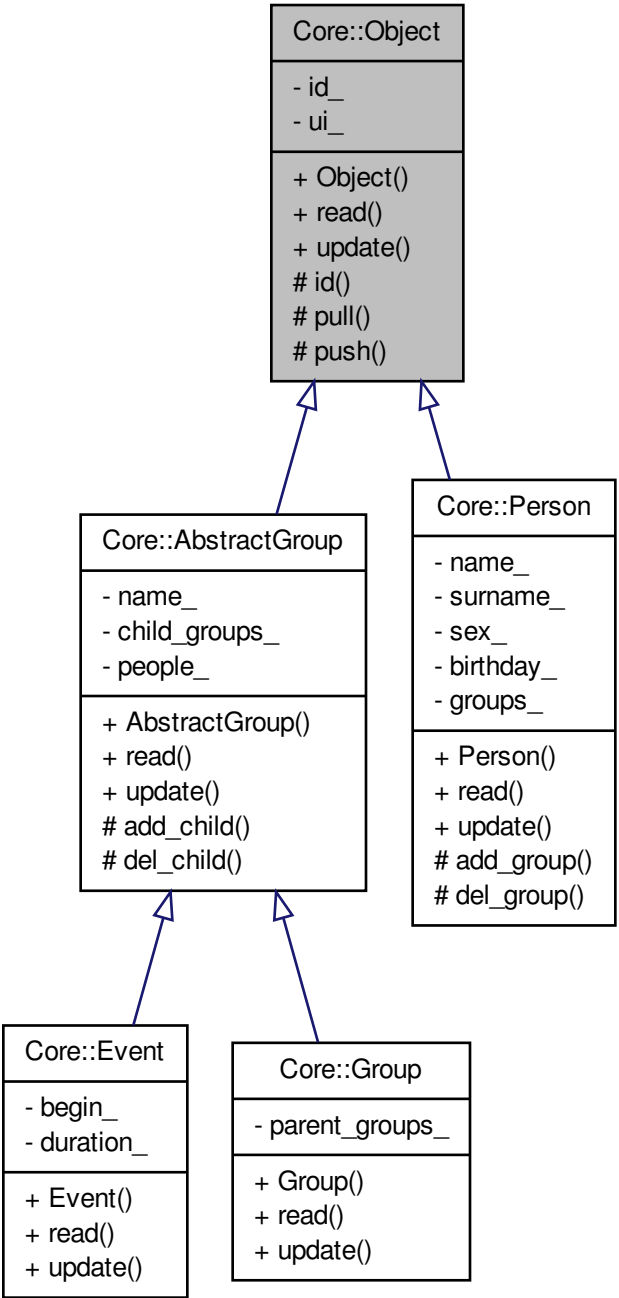 Core::Object
- id_
- ui_
+ Object()
+ read()
+ update()
# id()
# pull()
# push()
Core::AbstractGroup
- name_
- child_groups_
- people_
+ AbstractGroup()
+ read()
+ update()
# add_child()
# del_child()
Core::Person
- name_
- surname_
- sex_
- birthday_
- groups_
+ Person()
+ read()
+ update()
# add_group()
# del_group()
Core::Event
- begin_
- duration_
+ Event()
+ read()
+ update()
Core::Group
- parent_groups_
+ Group()
+ read()
+ update()